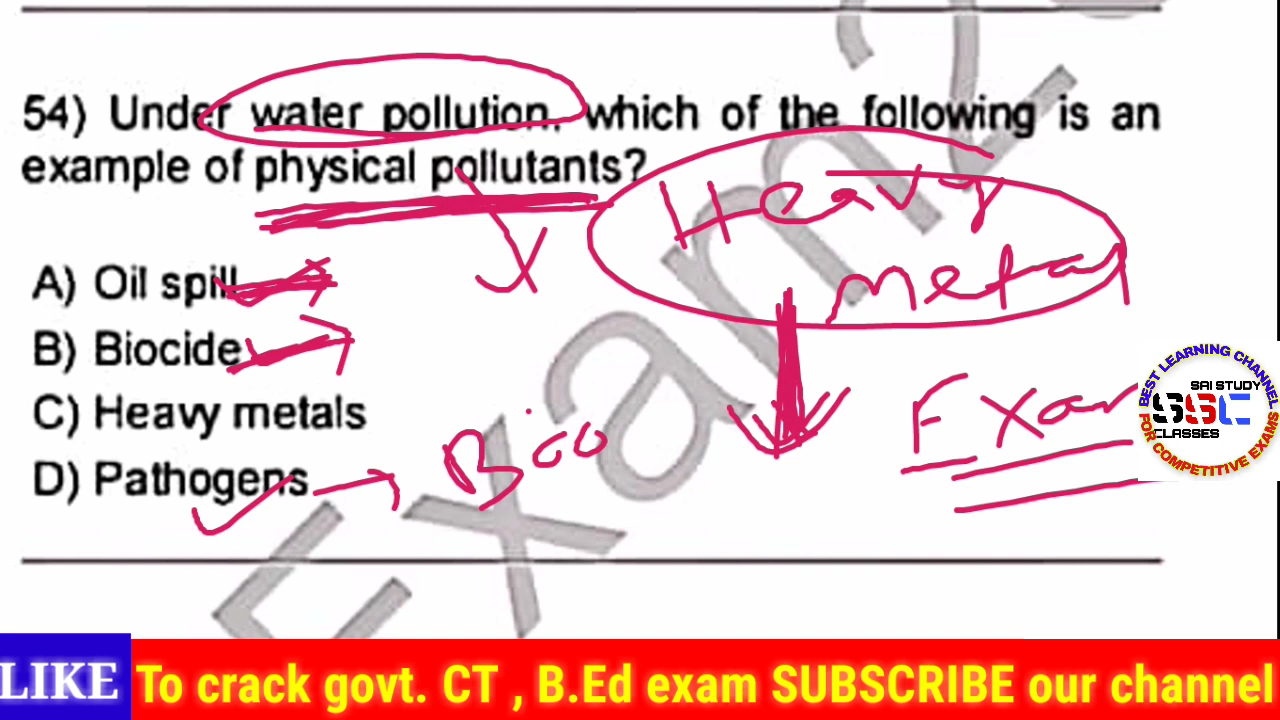 54) Under water pollution, which of the following is an
example of physical pollutants?
Heavy
metal
A) Oil spill
B) Biocide
C) Heavy metals
D) Pathogens
Bio
Exam
BEST LEARNING CHANNEL
SAI STUDY
SSC
CLASSES
FOR COMPETITIVE EXAMS
LIKE To crack govt. CT , B.Ed exam SUBSCRIBE our channel